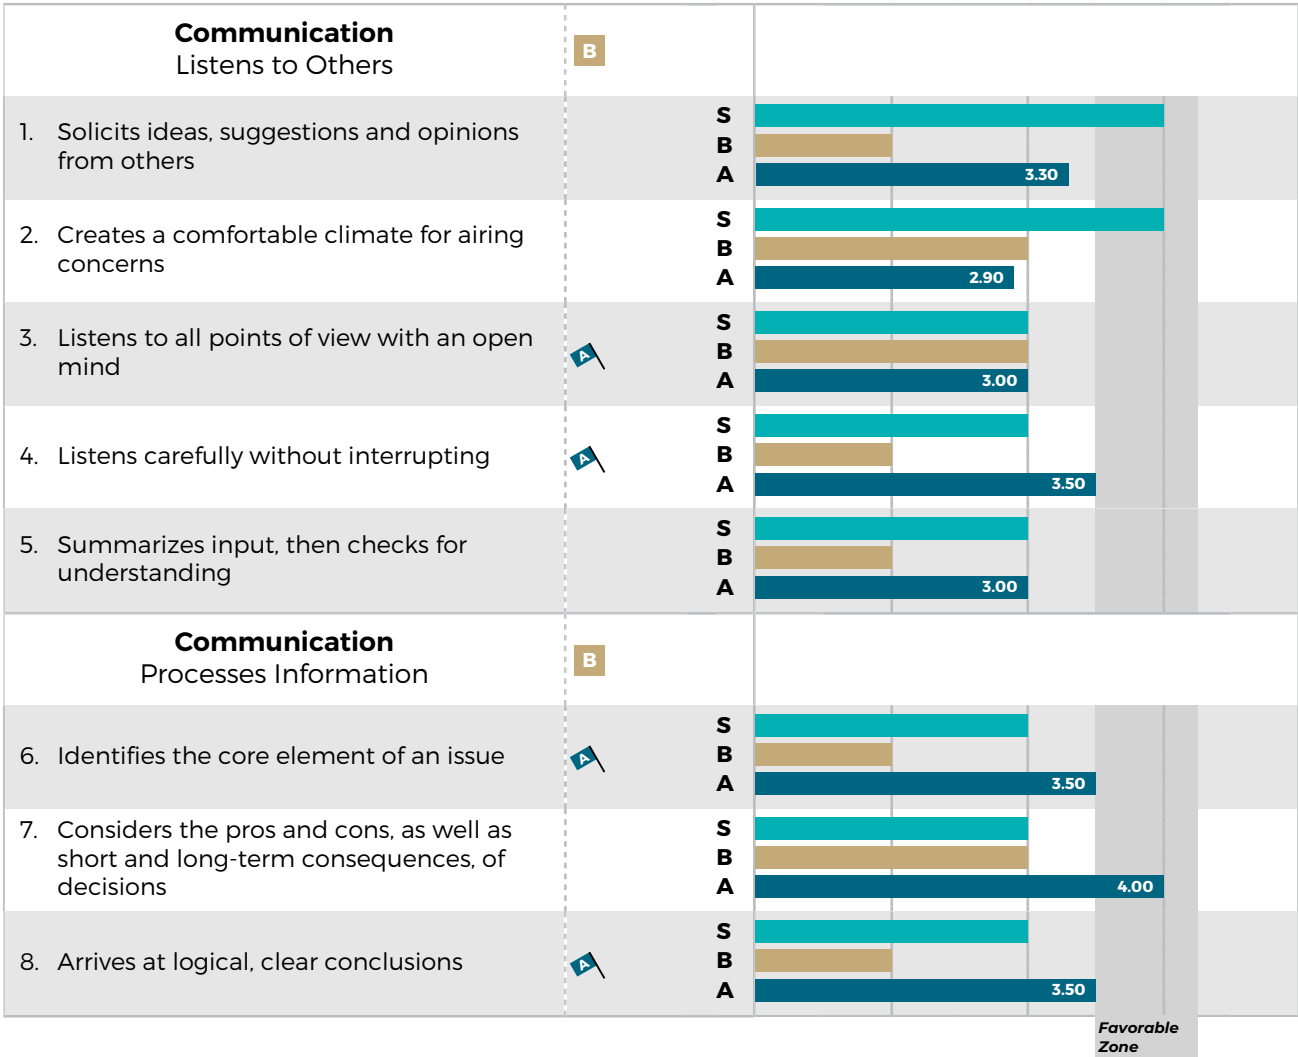 Communication
Listens to Others
B
1. Solicits ideas, suggestions and opinions
from others
S
B
A 3.30
2. Creates a comfortable climate for airing
concerns
S
B
A 2.90
3. Listens to all points of view with an open
mind
A
S
B
A 3.00
4. Listens carefully without interrupting
A
S
B
A 3.50
5. Summarizes input, then checks for
understanding
S
B
A 3.00
Communication
Processes Information
B
6. Identifies the core element of an issue
A
S
B
A 3.50
7. Considers the pros and cons, as well as
short and long-term consequences, of
decisions
S
B
A 4.00
8. Arrives at logical, clear conclusions
A
S
B
A 3.50
Favorable
Zone